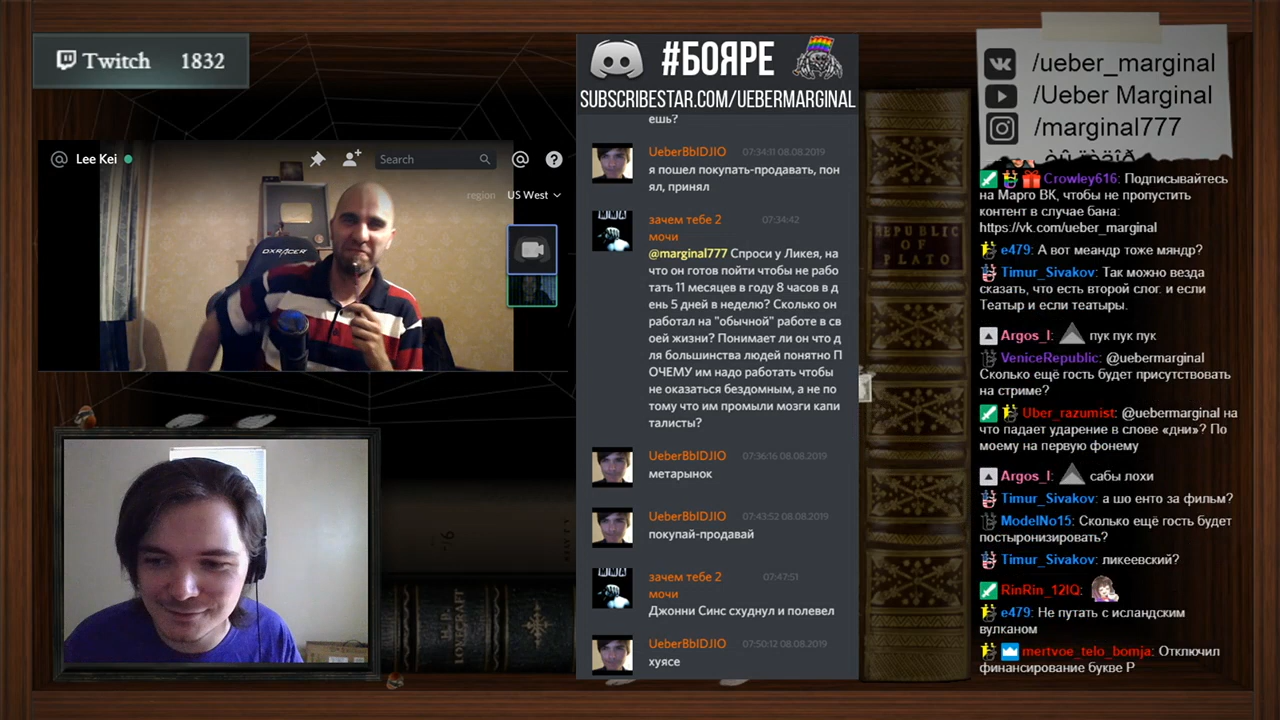 Twitch 1832
Lee Kei
Search
region US West
DXRACER
#БОЯРЕ
SUBSCRIBESTAR.COM/UEBERMARGINAL
ешь?
UeberBbIDJIO 07:34:11 08.08.2019
я пошел покупать-продавать, пон
ял, принял
зачем тебе 2 07:34:42
мочи
@marginal777 Спроси у Ликея, на
что он готов пойти чтобы не рабо
тать 11 месяцев в году 8 часов в д
ень 5 дней в неделю? Сколько он
работал на "обычной" работе в св
оей жизни? Понимает ли он что д
ля большинства людей понятно П
ОЧЕМУ им надо работать чтобы
не оказаться бездомным, а не по
тому что им промыли мозги капи
талисты?
UeberBbIDJIO 07:36:16 08.08.2019
метарынок
UeberBbIDJIO 07:43:52 08.08.2019
покупай-продавай
зачем тебе 2 07:47:51
мочи
Джонни Синс схуднул и полевел
UeberBbIDJIO 07:50:12 08.08.2019
хуясе
REPUBLIC
OF
PLATO
H.P.
LOVECRAFT
/ueber_marginal
/Ueber Marginal
/marginal777
Crowley616: Подписывайтесь
на Марго ВК, чтобы не пропустить
контент в случае бана:
https://vk.com/ueber_marginal
e479: А вот меандр тоже мяндр?
Timur_Sivakov: Так можно везда
сказать, что есть второй слог. и если
Театыр и если театыры.
Argos_I: пук пук пук
VeniceRepublic: @uebermarginal
Сколько ещё гость будет присутствовать
на стриме?
Uber_razumist: @uebermarginal на
что падает ударение в слове «дни»? По
моему на первую фонему
Argos_I: сабы лохи
Timur_Sivakov: а шо енто за фильм?
ModelNo15: Сколько ещё гость будет
постыронизировать?
Timur_Sivakov: ликеевский?
RinRin_12IQ:
e479: Не путать с исландским
вулканом
mertvoe_telo_bomja: Отключил
финансирование букве Р